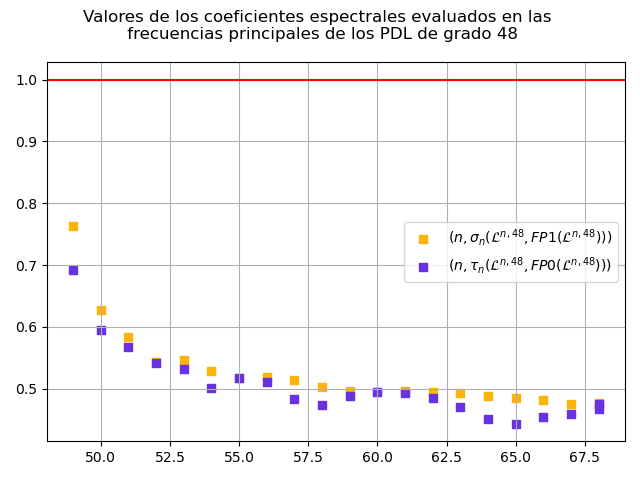 Valores de los coeficientes espectrales evaluados en las
frecuencias principales de los PDL de grado 48
1.0
0.9
0.8
0.7
0.6
0.5
(n, σₙ(ℒⁿ,⁴⁸, FP1(ℒⁿ,⁴⁸)))
(n, τₙ(ℒⁿ,⁴⁸, FP0(ℒⁿ,⁴⁸)))
50.0 52.5 55.0 57.5 60.0 62.5 65.0 67.5